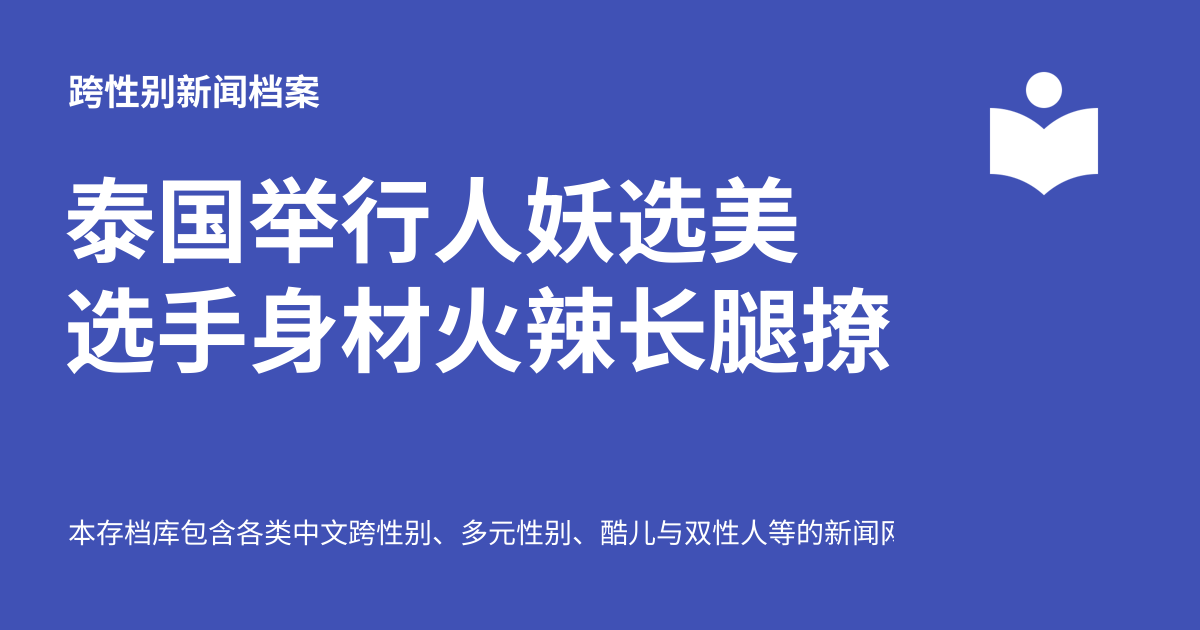 跨性别新闻档案
泰国举行人妖选美
选手身材火辣长腿撩
本存档库包含各类中文跨性别、多元性别、酷儿与双性人等的新闻网